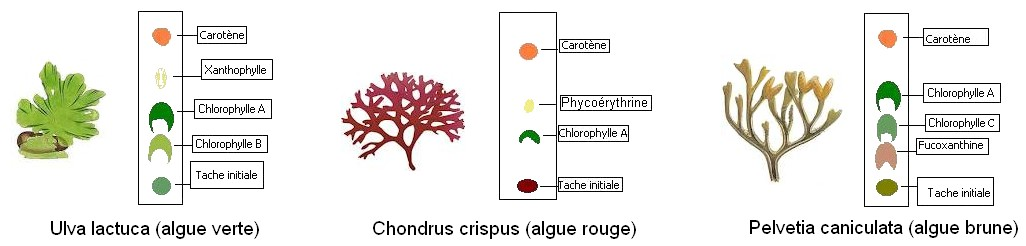 Carotène
Xanthophylle
Chlorophylle A
Chlorophylle B
Tache initiale
Ulva lactuca (algue verte)
Carotène
Phycoérythrine
Chlorophylle A
Tache initiale
Chondrus crispus (algue rouge)
Carotène
Chlorophylle A
Chlorophylle C
Fucoxanthine
Tache initiale
Pelvetia caniculata (algue brune)